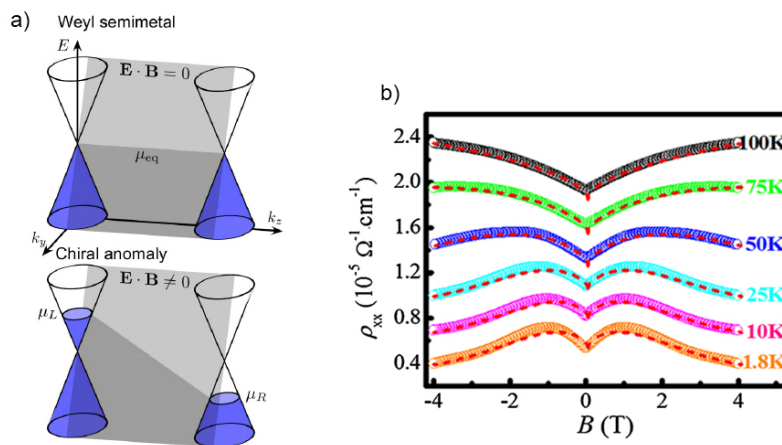 a)
Weyl semimetal
E
E · B = 0
μeq
ky
kz
Chiral anomaly
E · B ≠ 0
μL
μR
b)
ρxx (10⁻⁵ Ω⁻¹.cm⁻¹)
2.4
2.0
1.6
1.2
0.8
0.4
100K
75K
50K
25K
10K
1.8K
-4
-2
0
2
4
B (T)